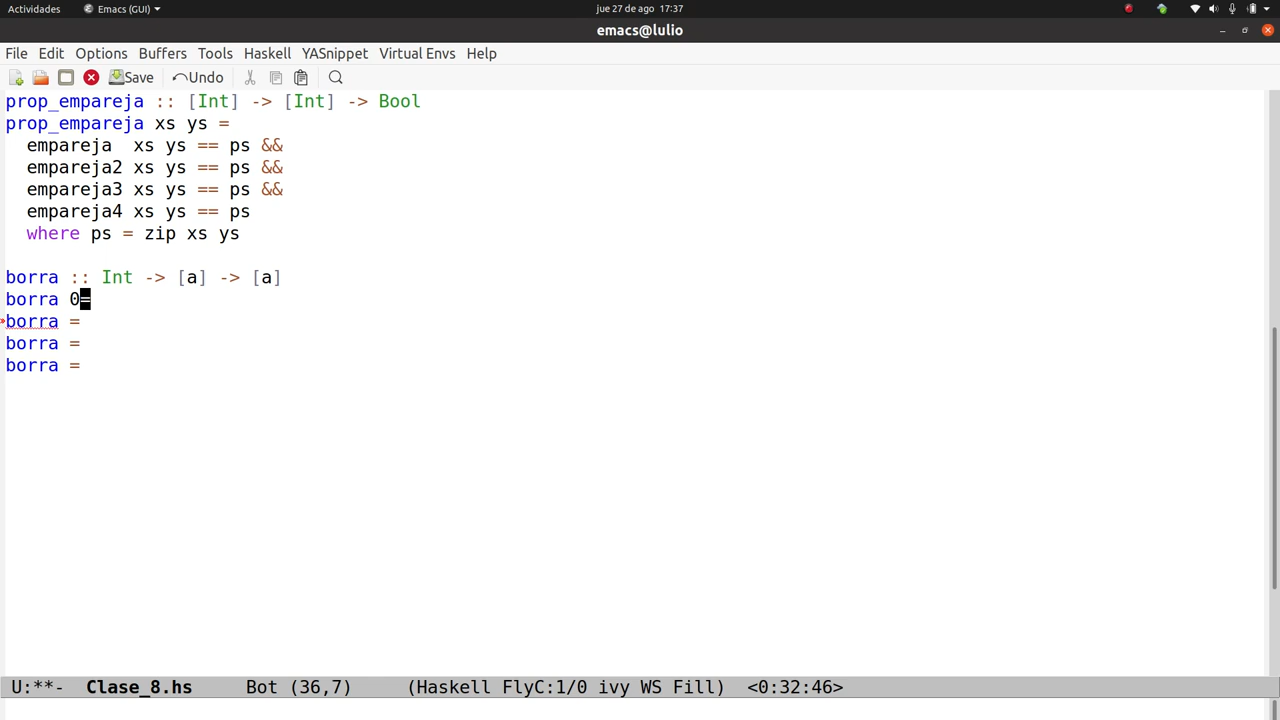 Actividades Emacs (GUI) jue 27 de ago 17:37
emacs@lulio
File Edit Options Buffers Tools Haskell YASnippet Virtual Envs Help
Save Undo
prop_empareja :: [Int] -> [Int] -> Bool
prop_empareja xs ys =
  empareja  xs ys == ps &&
  empareja2 xs ys == ps &&
  empareja3 xs ys == ps &&
  empareja4 xs ys == ps
  where ps = zip xs ys
borra :: Int -> [a] -> [a]
borra 0=
borra =
borra =
borra =
U:**-  Clase_8.hs     Bot (36,7)     (Haskell FlyC:1/0 ivy WS Fill)  <0:32:46>